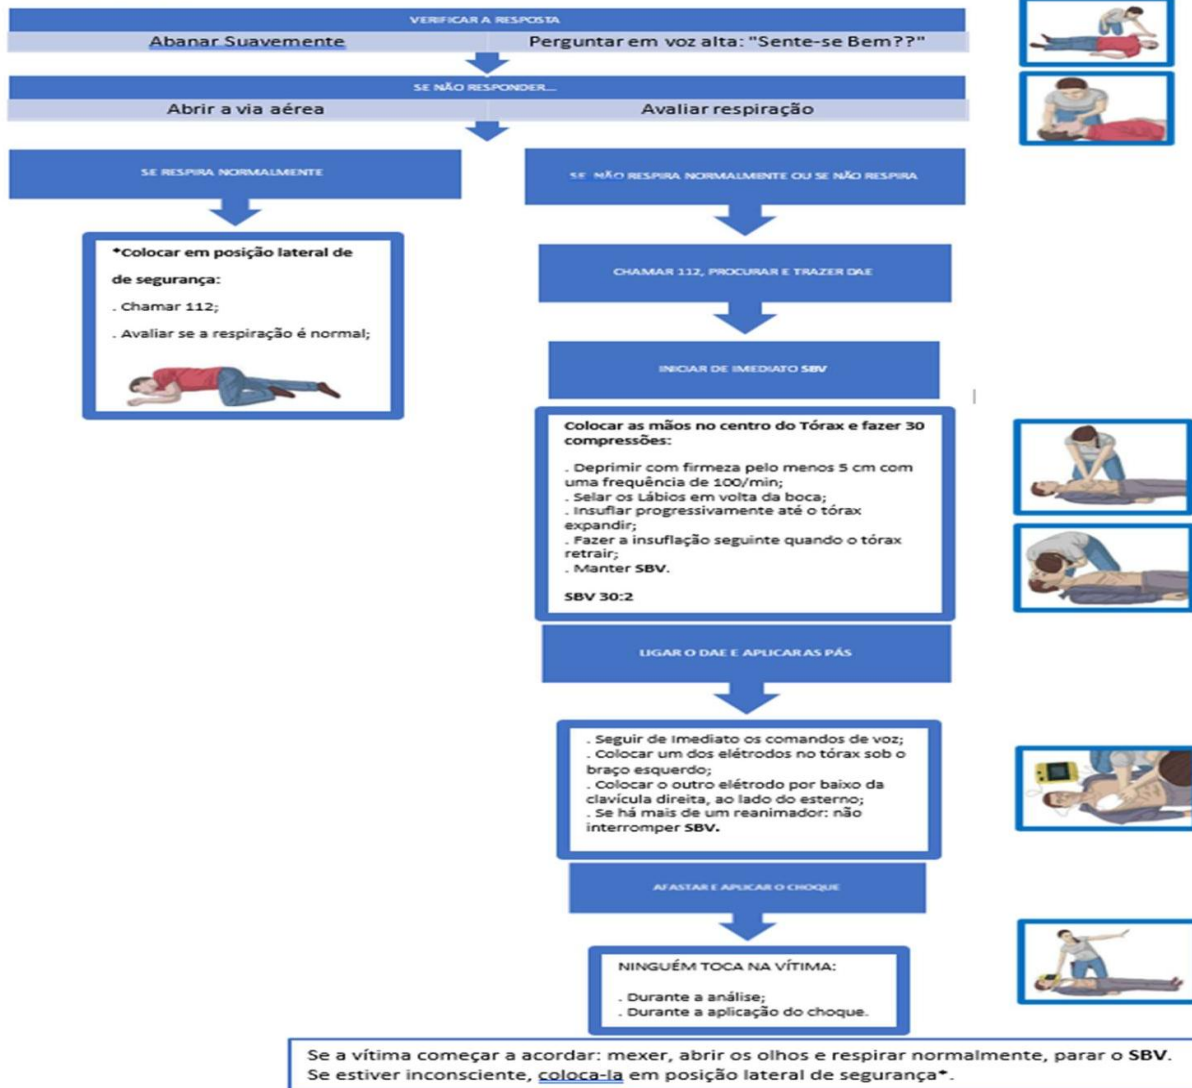 VERIFICAR A RESPOSTA
Abanar Suavemente
Perguntar em voz alta: "Sente-se Bem??"
SE NÃO RESPONDER...
Abrir a via aérea
Avaliar respiração
SE RESPIRA NORMALMENTE
*Colocar em posição lateral de
de segurança:
. Chamar 112;
. Avaliar se a respiração é normal;
SE NÃO RESPIRA NORMALMENTE OU SE NÃO RESPIRA
CHAMAR 112, PROCURAR E TRAZER DAE
INICIAR DE IMEDIATO SBV
Colocar as mãos no centro do Tórax e fazer 30
compressões:
. Deprimir com firmeza pelo menos 5 cm com
uma frequência de 100/min;
. Selar os Lábios em volta da boca;
. Insuflar progressivamente até o tórax
expandir;
. Fazer a insuflação seguinte quando o tórax
retrair;
. Manter SBV.
SBV 30:2
LIGAR O DAE E APLICAR AS PÁS
. Seguir de Imediato os comandos de voz;
. Colocar um dos elétrodos no tórax sob o
braço esquerdo;
. Colocar o outro elétrodo por baixo da
clavícula direita, ao lado do esterno;
. Se há mais de um reanimador: não
interromper SBV.
AFASTAR E APLICAR O CHOQUE
NINGUÉM TOCA NA VÍTIMA:
. Durante a análise;
. Durante a aplicação do choque.
Se a vítima começar a acordar: mexer, abrir os olhos e respirar normalmente, parar o SBV.
Se estiver inconsciente, coloca-la em posição lateral de segurança*.